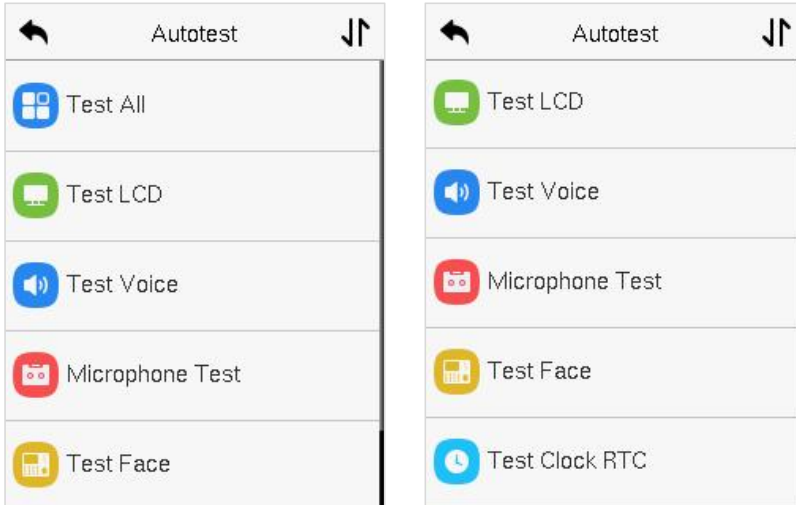 Autotest
Test All
Test LCD
Test Voice
Microphone Test
Test Face
Autotest
Test LCD
Test Voice
Microphone Test
Test Face
Test Clock RTC